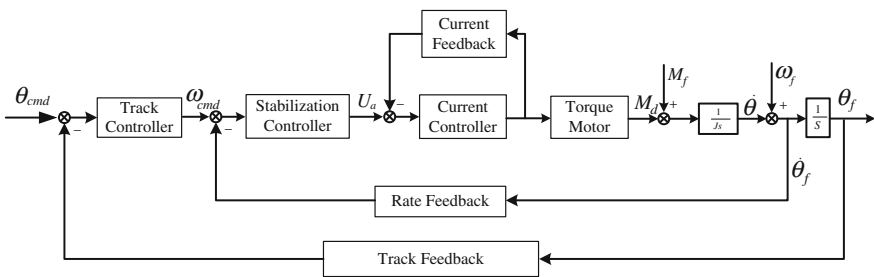 Current
Feedback
θcmd
Track
Controller
ωcmd
Stabilization
Controller
Ua
Current
Controller
Torque
Motor
Md
Mf
+
1
Js
θ̇
ωf
+
1
S
θf
−
−
−
θ̇f
Rate Feedback
Track Feedback